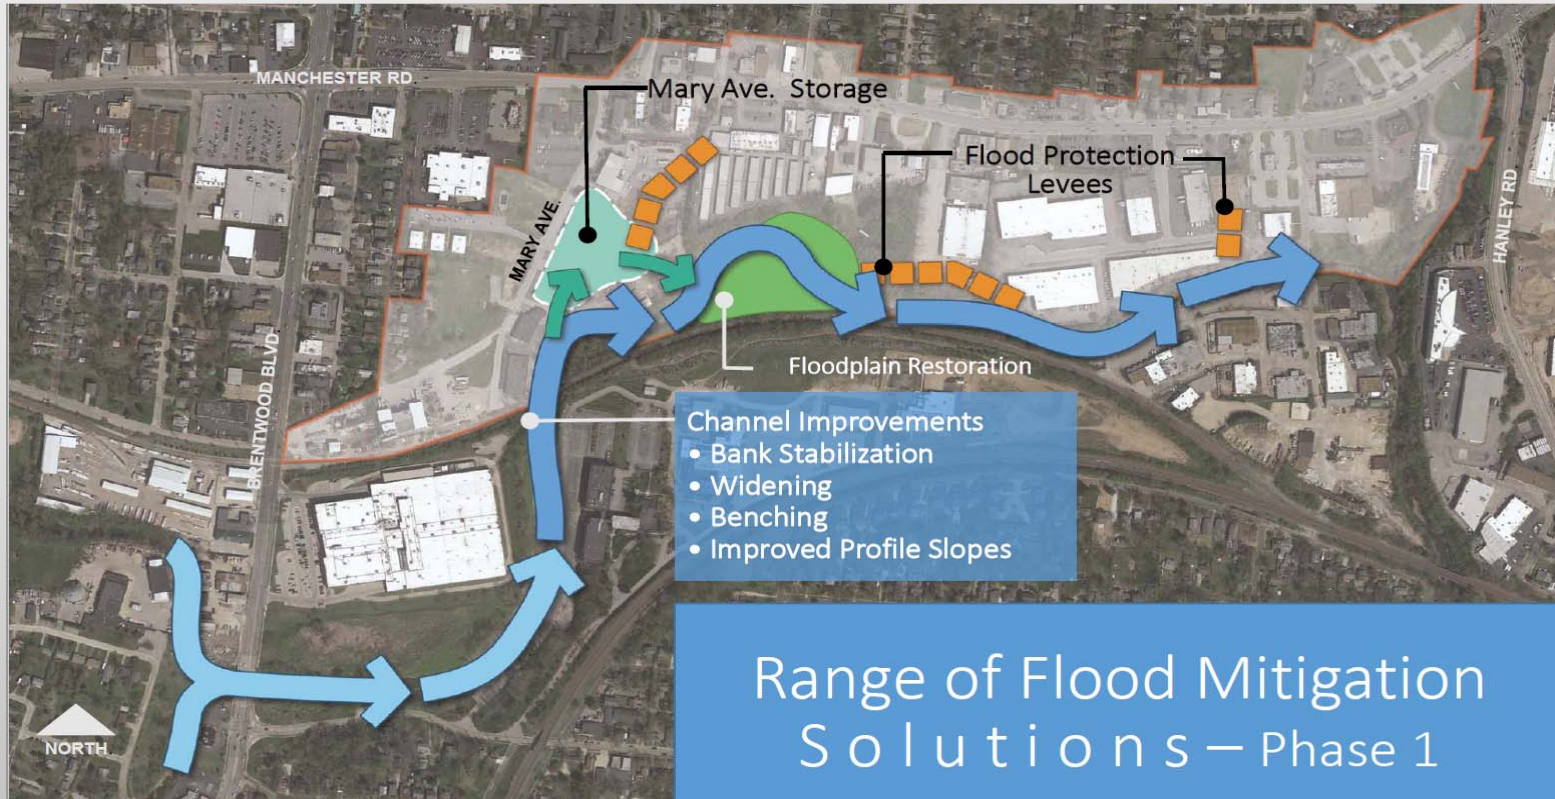 MANCHESTER RD
Mary Ave.  Storage
Flood Protection
Levees
MARY AVE.
HANLEY RD
BRENTWOOD BLVD
Floodplain Restoration
Channel Improvements
• Bank Stabilization
• Widening
• Benching
• Improved Profile Slopes
Range of Flood Mitigation
Solutions – Phase 1
NORTH